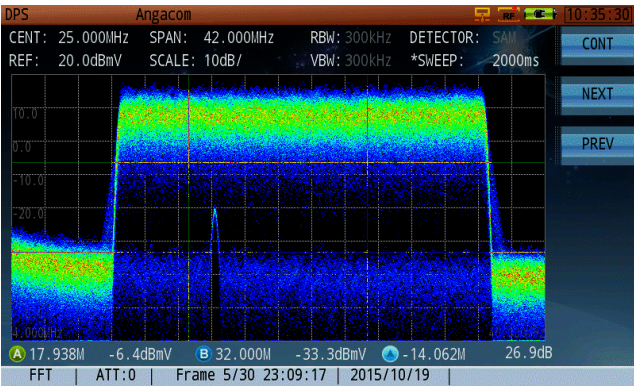 DPS Angacom RF 10:35:30
CENT: 25.000MHz SPAN: 42.000MHz RBW: 300kHz DETECTOR: SAM CONT
REF: 20.0dBmV SCALE: 10dB/ VBW: 300kHz *SWEEP: 2000ms
NEXT
10.0
PREV
0.0
-10.0
-20.0
4.000MHz
A 17.938M -6.4dBmV B 32.000M -33.3dBmV -14.062M 26.9dB
FFT | ATT:0 | Frame 5/30 23:09:17 | 2015/10/19 |